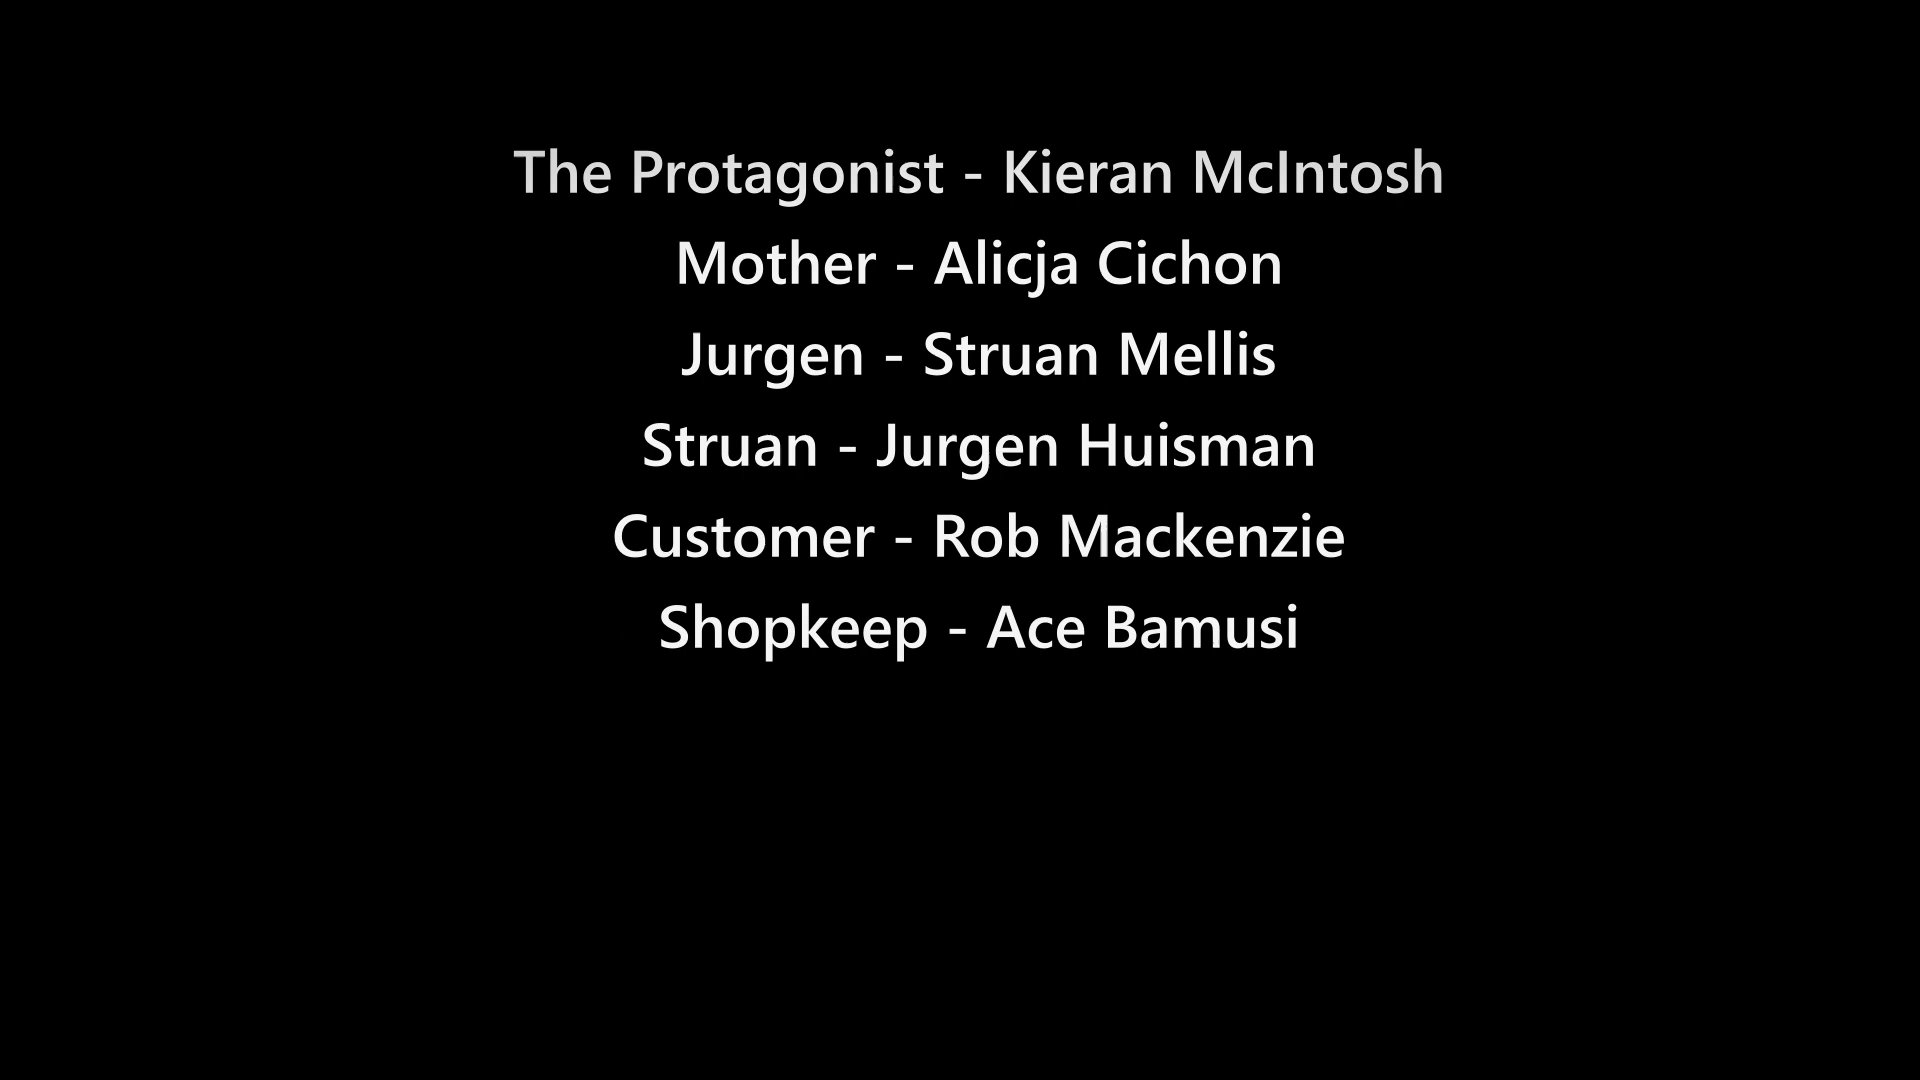 The Protagonist - Kieran McIntosh
Mother - Alicja Cichon
Jurgen - Struan Mellis
Struan - Jurgen Huisman
Customer - Rob Mackenzie
Shopkeep - Ace Bamusi